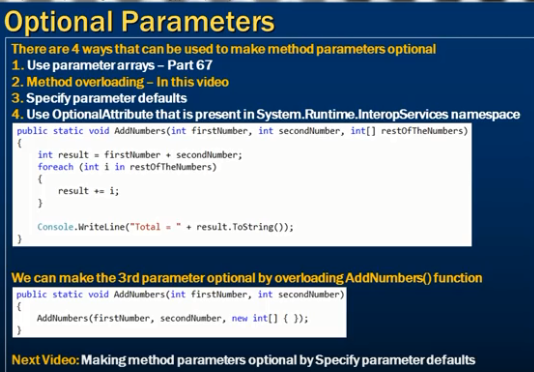 Optional Parameters
There are 4 ways that can be used to make method parameters optional
1. Use parameter arrays – Part 67
2. Method overloading – In this video
3. Specify parameter defaults
4. Use OptionalAttribute that is present in System.Runtime.InteropServices namespace
public static void AddNumbers(int firstNumber, int secondNumber, int[] restOfTheNumbers)
{
    int result = firstNumber + secondNumber;
    foreach (int i in restOfTheNumbers)
    {
        result += i;
    }
    Console.WriteLine("Total = " + result.ToString());
}
We can make the 3rd parameter optional by overloading AddNumbers() function
public static void AddNumbers(int firstNumber, int secondNumber)
{
    AddNumbers(firstNumber, secondNumber, new int[] { });
}
Next Video: Making method parameters optional by Specify parameter defaults